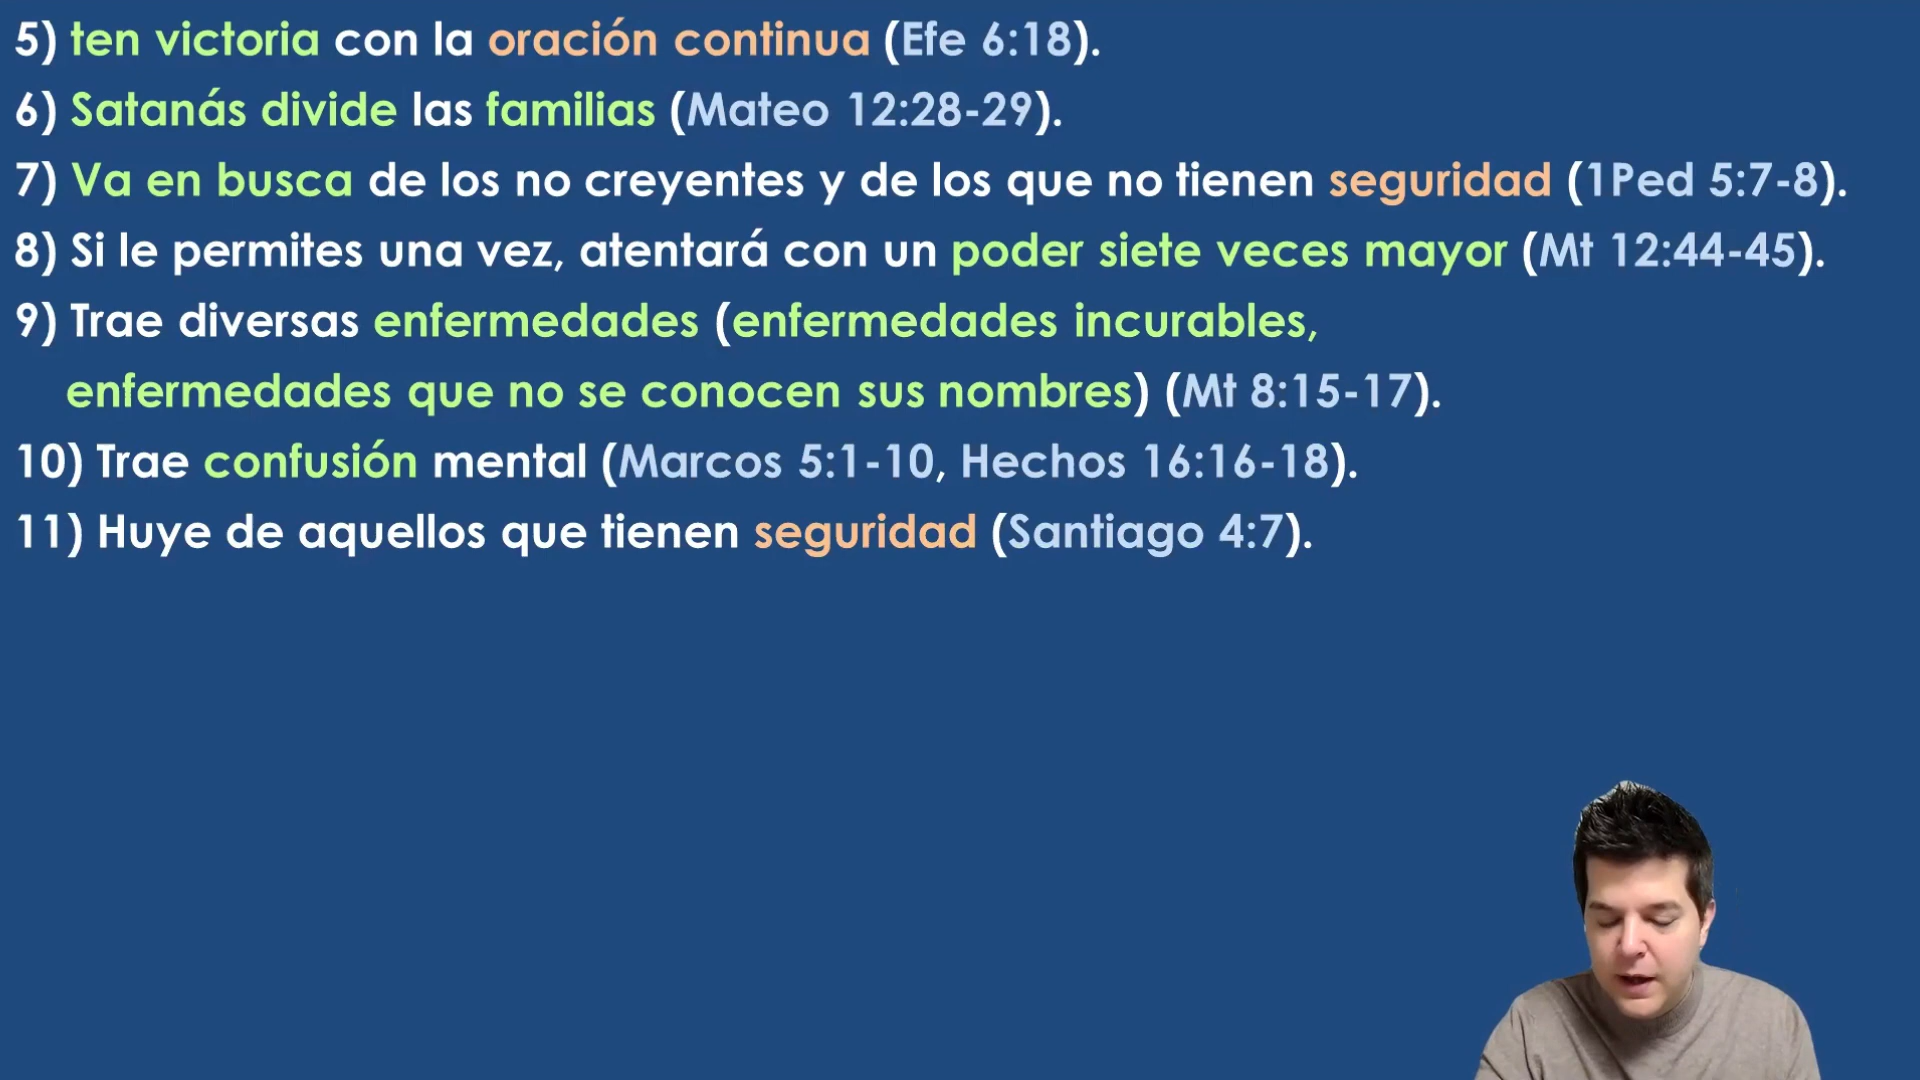 5) ten victoria con la oración continua (Efe 6:18).
6) Satanás divide las familias (Mateo 12:28-29).
7) Va en busca de los no creyentes y de los que no tienen seguridad (1Ped 5:7-8).
8) Si le permites una vez, atentará con un poder siete veces mayor (Mt 12:44-45).
9) Trae diversas enfermedades (enfermedades incurables,
enfermedades que no se conocen sus nombres) (Mt 8:15-17).
10) Trae confusión mental (Marcos 5:1-10, Hechos 16:16-18).
11) Huye de aquellos que tienen seguridad (Santiago 4:7).